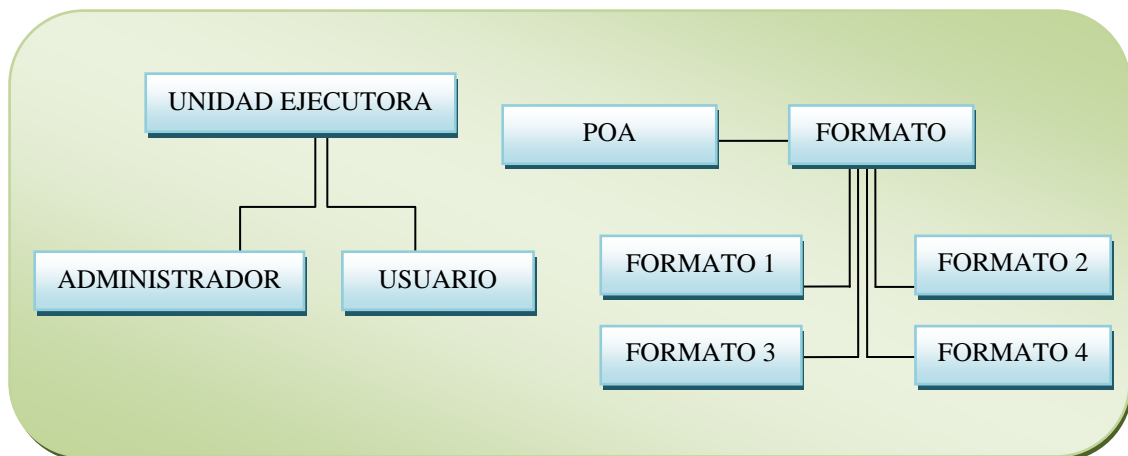 UNIDAD EJECUTORA
ADMINISTRADOR
USUARIO
POA
FORMATO
FORMATO 1
FORMATO 2
FORMATO 3
FORMATO 4